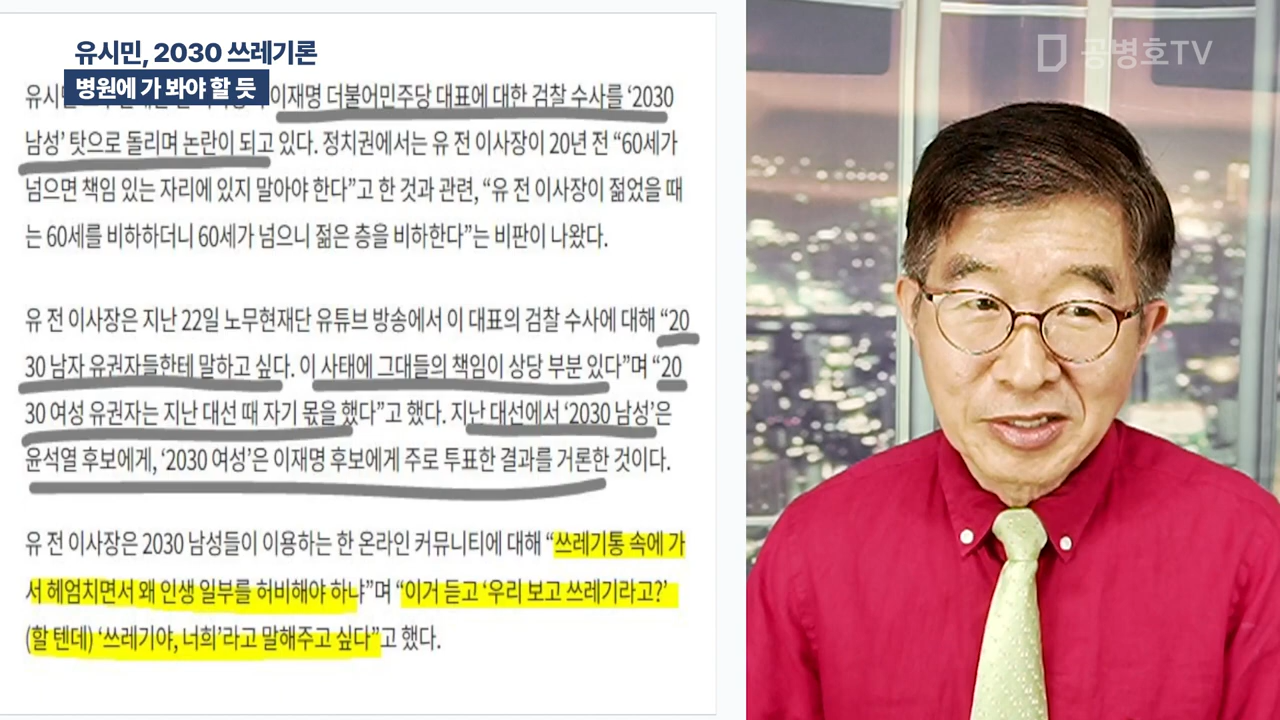 유시민, 2030 쓰레기론
병원에 가 봐야 할 듯
공병호TV
유시민
이재명 더불어민주당 대표에 대한 검찰 수사를 ‘2030
남성’ 탓으로 돌리며 논란이 되고 있다. 정치권에서는 유 전 이사장이 20년 전 “60세가
넘으면 책임 있는 자리에 있지 말아야 한다”고 한 것과 관련, “유 전 이사장이 젊었을 때
는 60세를 비하하더니 60세가 넘으니 젊은 층을 비하한다”는 비판이 나왔다.
유 전 이사장은 지난 22일 노무현재단 유튜브 방송에서 이 대표의 검찰 수사에 대해 “20
30 남자 유권자들한테 말하고 싶다. 이 사태에 그대들의 책임이 상당 부분 있다”며 “20
30 여성 유권자는 지난 대선 때 자기 몫을 했다”고 했다. 지난 대선에서 ‘2030 남성’은
윤석열 후보에게, ‘2030 여성’은 이재명 후보에게 주로 투표한 결과를 거론한 것이다.
유 전 이사장은 2030 남성들이 이용하는 한 온라인 커뮤니티에 대해 “쓰레기통 속에 가
서 헤엄치면서 왜 인생 일부를 허비해야 하나”며 “이거 듣고 ‘우리 보고 쓰레기라고?’
(할 텐데) ‘쓰레기야, 너희’라고 말해주고 싶다”고 했다.